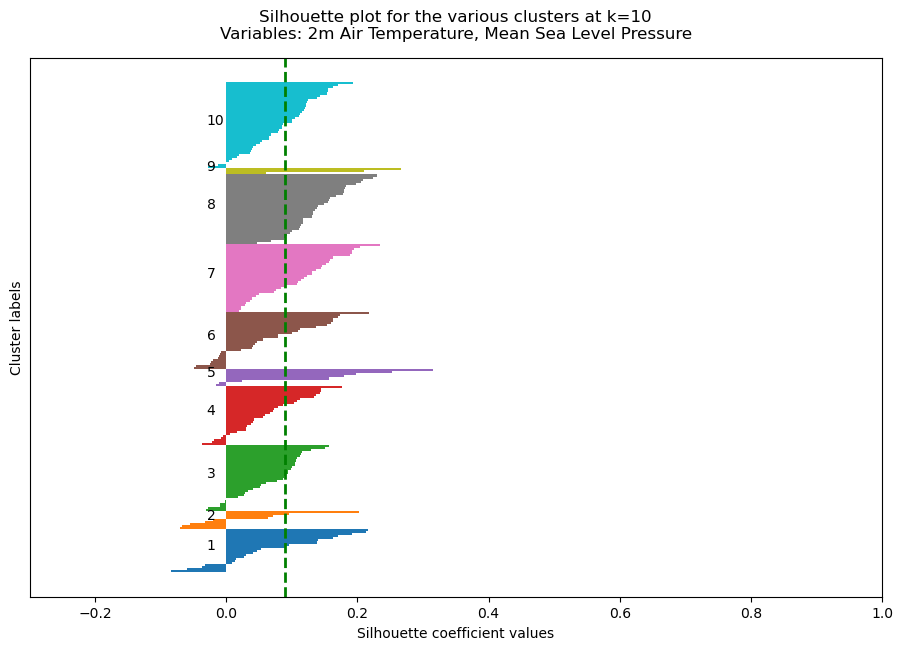 Silhouette plot for the various clusters at k=10
Variables: 2m Air Temperature, Mean Sea Level Pressure
Cluster labels
10
9
8
7
6
5
4
3
2
1
−0.2 0.0 0.2 0.4 0.6 0.8 1.0
Silhouette coefficient values